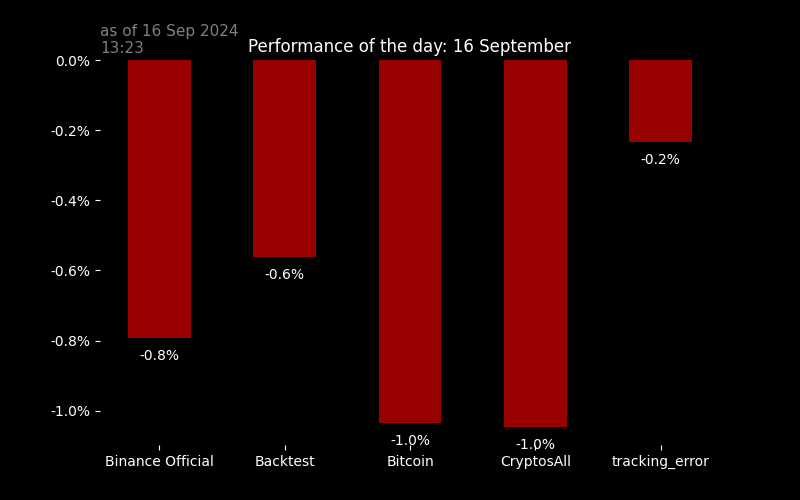 as of 16 Sep 2024
13:23
Performance of the day: 16 September
0.0%
-0.2%
-0.4%
-0.6%
-0.8%
-1.0%
-0.8%
-0.6%
-1.0%
-1.0%
-0.2%
Binance Official
Backtest
Bitcoin
CryptosAll
tracking_error